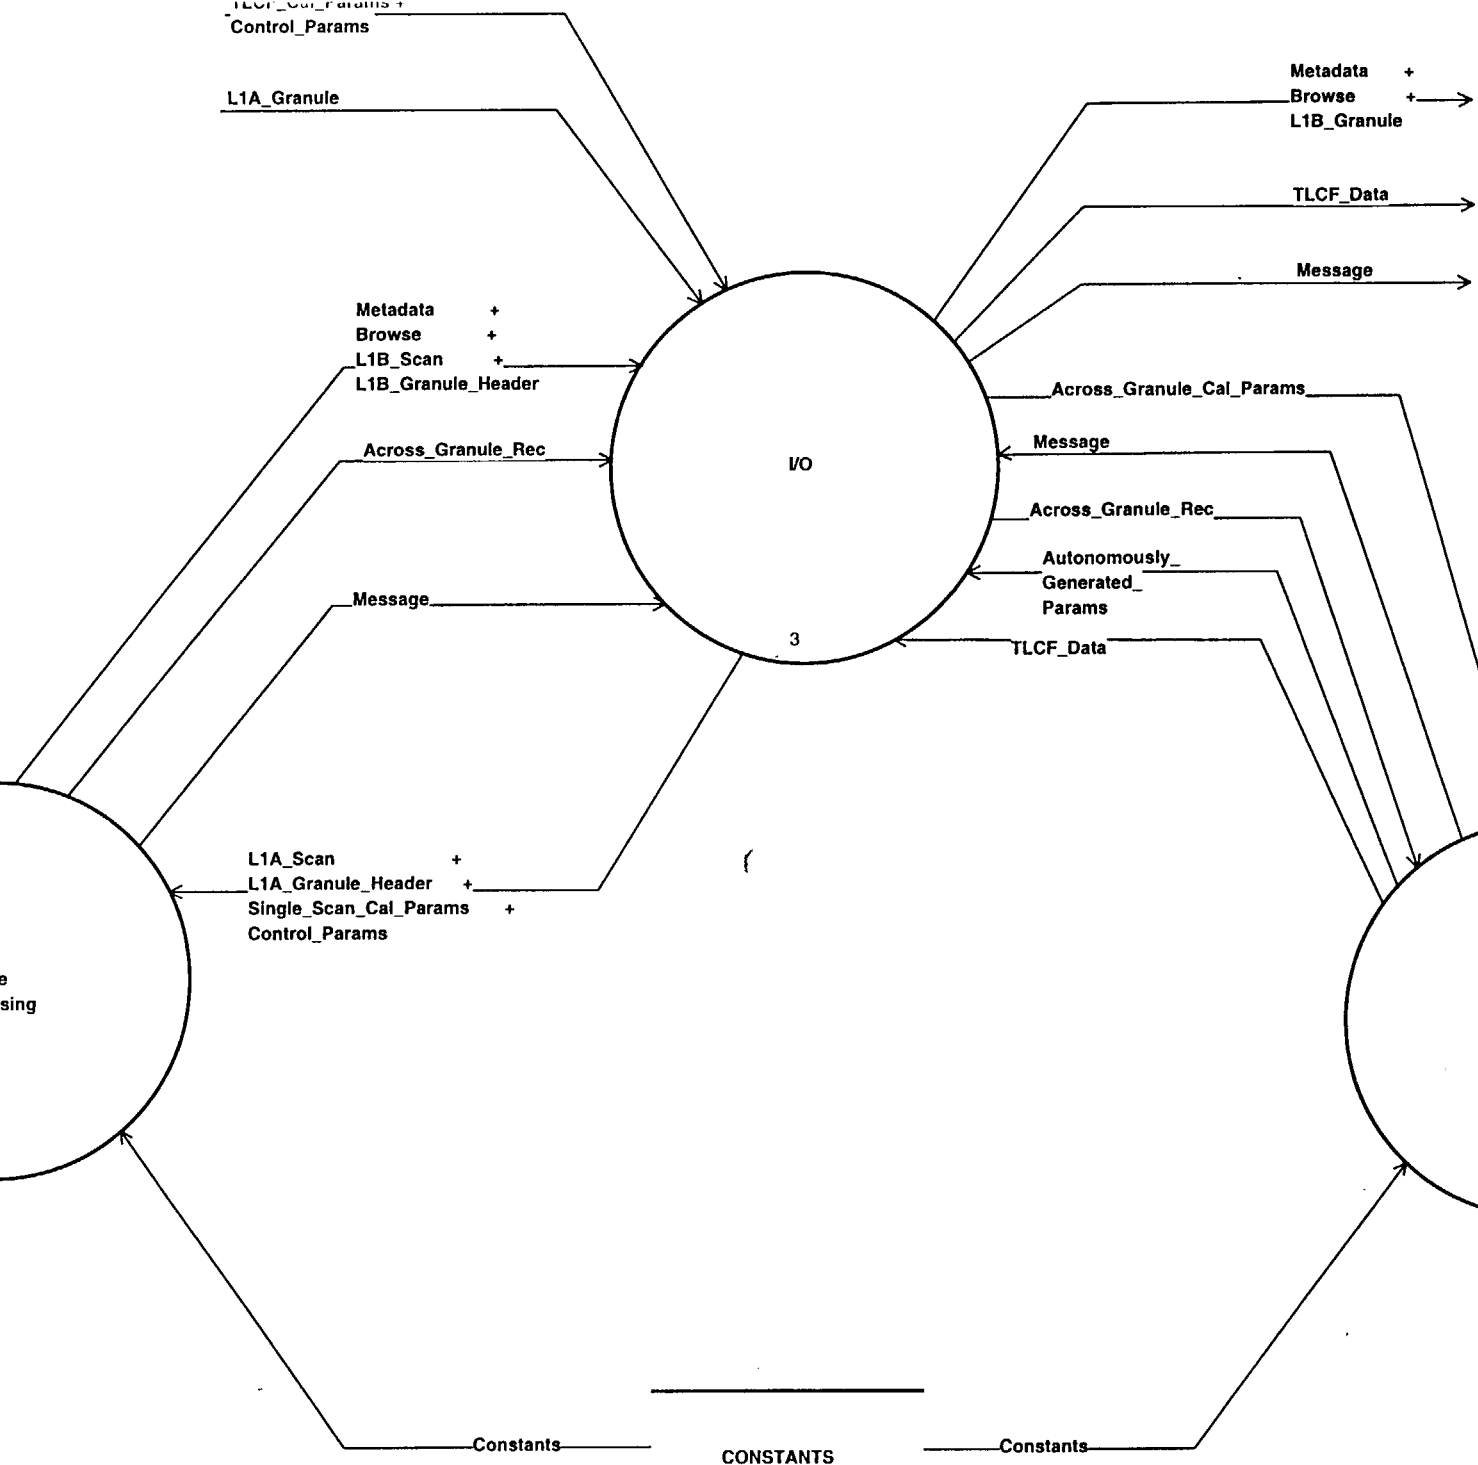 TLCF_Cal_Params +
Control_Params
L1A_Granule
Metadata +
Browse +
L1B_Granule
TLCF_Data
Message
Metadata +
Browse +
L1B_Scan +
L1B_Granule_Header
Across_Granule_Rec
Message
I/O
3
Across_Granule_Cal_Params
Message
Across_Granule_Rec
Autonomously_
Generated_
Params
TLCF_Data
L1A_Scan +
L1A_Granule_Header +
Single_Scan_Cal_Params +
Control_Params
e
sing
Constants
CONSTANTS
Constants